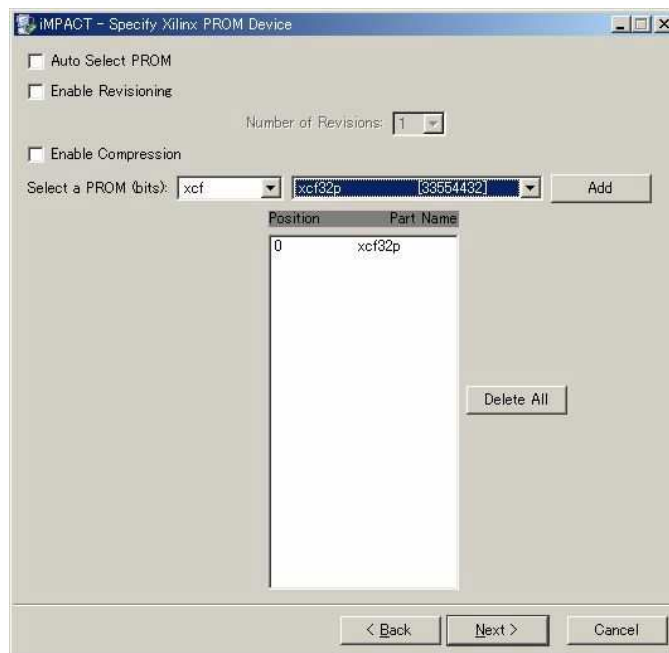 iMPACT - Specify Xilinx PROM Device
Auto Select PROM
Enable Revisioning
Number of Revisions: 1
Enable Compression
Select a PROM (bits): xcf xcf32p [33554432] Add
Position Part Name
0 xcf32p
Delete All
< Back Next > Cancel